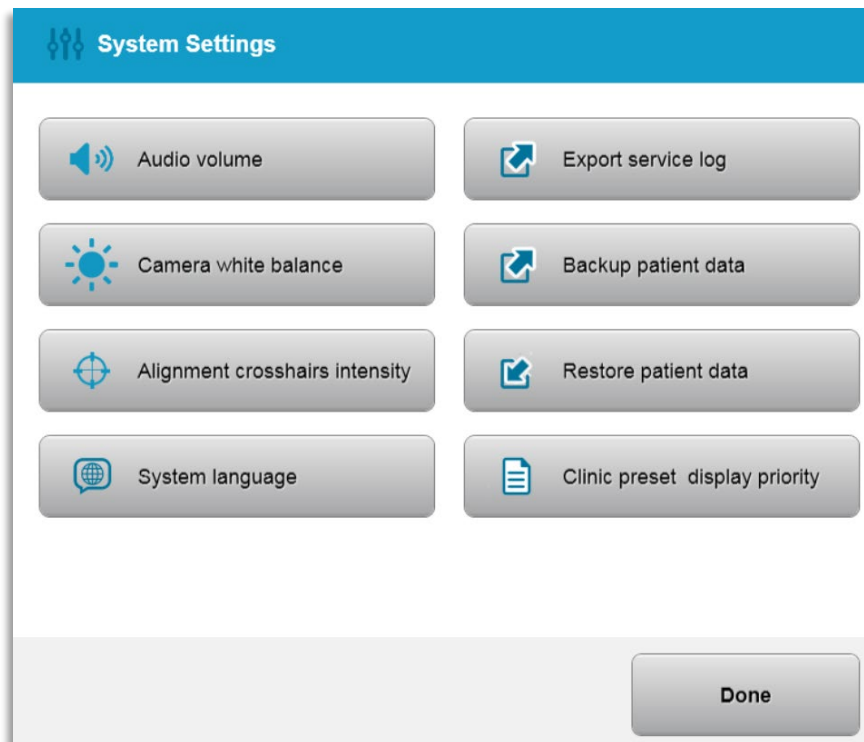 System Settings
Audio volume
Export service log
Camera white balance
Backup patient data
Alignment crosshairs intensity
Restore patient data
System language
Clinic preset display priority
Done